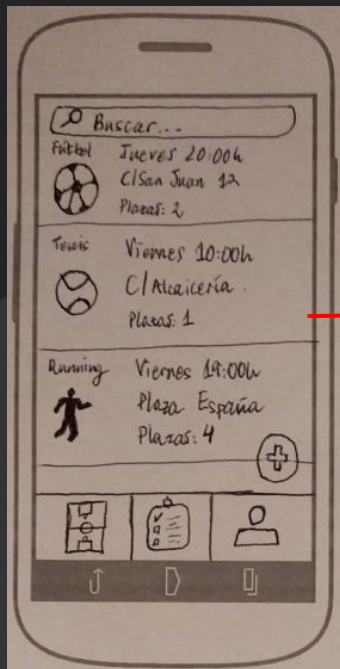 Buscar...
Fútbol
Jueves 20:00h
C/San Juan 12
Plazas: 2
Tenis
Viernes 10:00h
C/Alcaicería.
Plazas: 1
Running
Viernes 19:00h
Plaza España
Plazas: 4